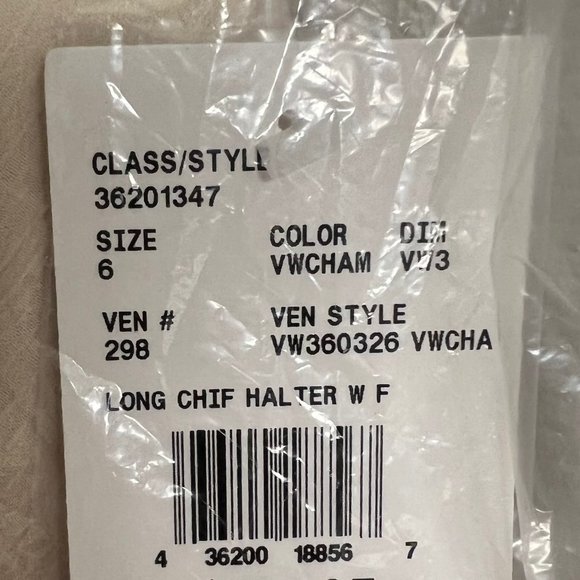 CLASS/STYLE
36201347
SIZE COLOR DIM
6 VWCHAM VW3
VEN # VEN STYLE
298 VW360326 VWCHA
LONG CHIF HALTER W F
4 36200 18856 7